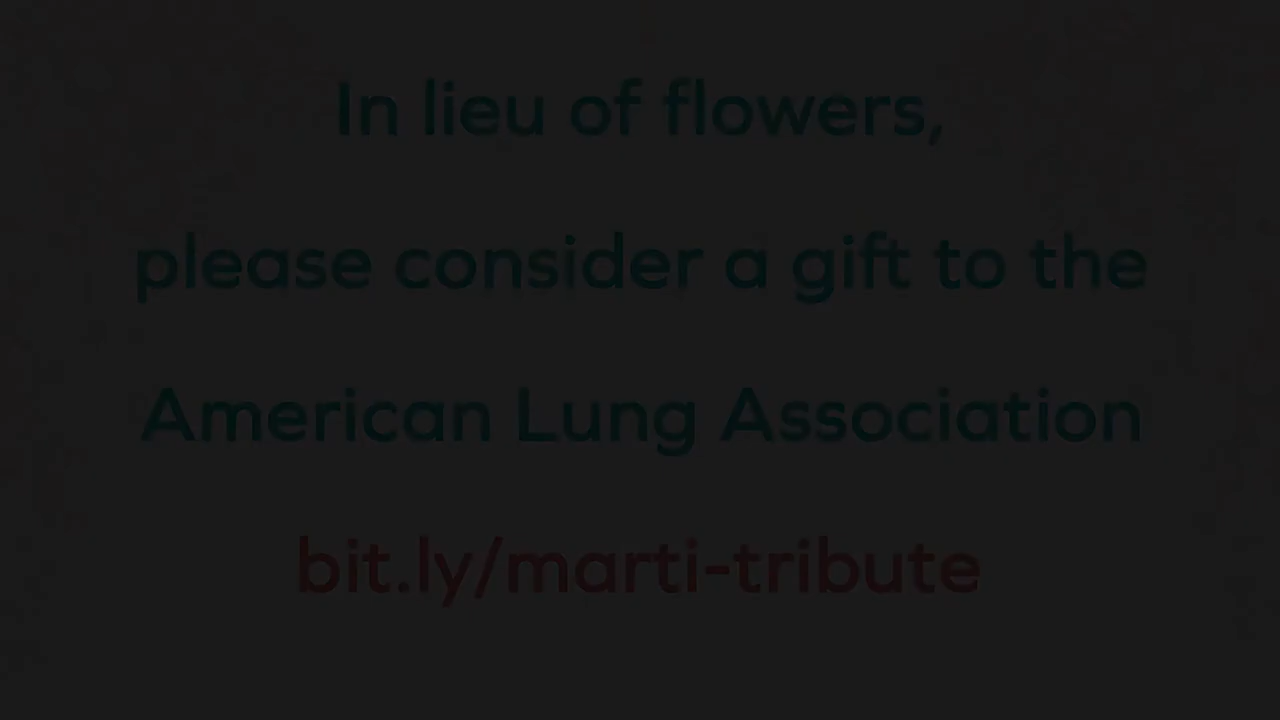 In lieu of flowers,
please consider a gift to the
American Lung Association
bit.ly/marti-tribute